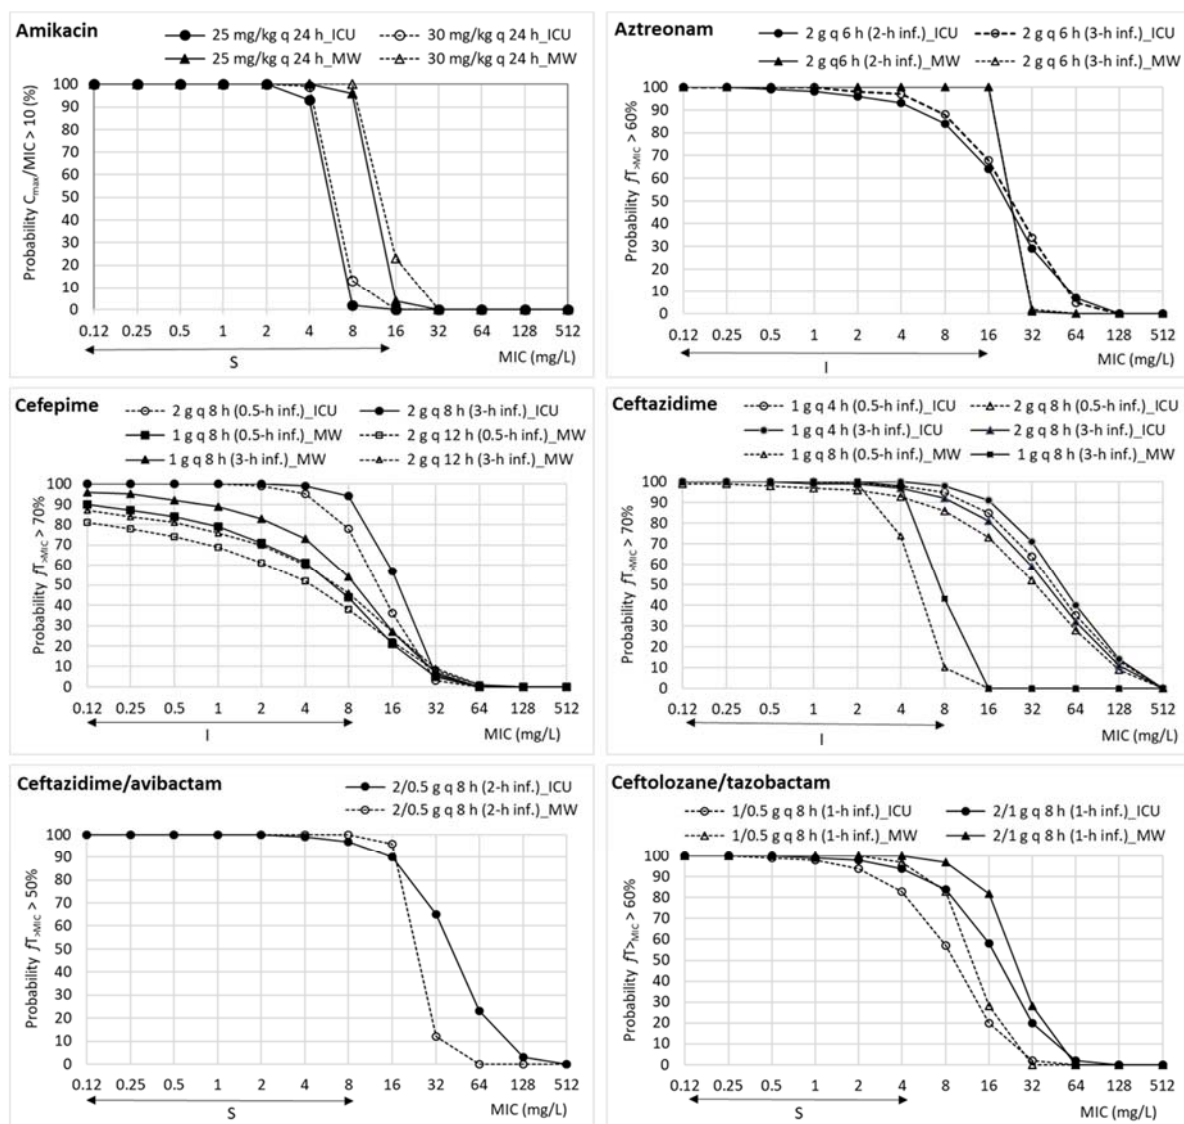 Amikacin
25 mg/kg q 24 h_ICU
30 mg/kg q 24 h_ICU
25 mg/kg q 24 h_MW
30 mg/kg q 24 h_MW
Probability Cmax/MIC > 10 (%)
100
90
80
70
60
50
40
30
20
10
0
0.12 0.25 0.5 1 2 4 8 16 32 64 128 512
S
MIC (mg/L)
Aztreonam
2 g q 6 h (2-h inf.)_ICU
2 g q 6 h (3-h inf.)_ICU
2 g q6 h (2-h inf.)_MW
2 g q 6 h (3-h inf.)_MW
Probability fT>MIC > 60%
100
90
80
70
60
50
40
30
20
10
0
0.12 0.25 0.5 1 2 4 8 16 32 64 128 512
I
MIC (mg/L)
Cefepime
2 g q 8 h (0.5-h inf.)_ICU
2 g q 8 h (3-h inf.)_ICU
1 g q 8 h (0.5-h inf.)_MW
2 g q 12 h (0.5-h inf.)_MW
1 g q 8 h (3-h inf.)_MW
2 g q 12 h (3-h inf.)_MW
Probability fT>MIC > 70%
100
90
80
70
60
50
40
30
20
10
0
0.12 0.25 0.5 1 2 4 8 16 32 64 128 512
I
MIC (mg/L)
Ceftazidime
1 g q 4 h (0.5-h inf.)_ICU
2 g q 8 h (0.5-h inf.)_ICU
1 g q 4 h (3-h inf.)_ICU
2 g q 8 h (3-h inf.)_ICU
1 g q 8 h (0.5-h inf.)_MW
1 g q 8 h (3-h inf.)_MW
Probability fT>MIC > 70%
100
90
80
70
60
50
40
30
20
10
0
0.12 0.25 0.5 1 2 4 8 16 32 64 128 512
I
MIC (mg/L)
Ceftazidime/avibactam
2/0.5 g q 8 h (2-h inf.)_ICU
2/0.5 g q 8 h (2-h inf.)_MW
Probability fT>MIC > 50%
100
90
80
70
60
50
40
30
20
10
0
0.12 0.25 0.5 1 2 4 8 16 32 64 128 512
S
MIC (mg/L)
Ceftolozane/tazobactam
1/0.5 g q 8 h (1-h inf.)_ICU
2/1 g q 8 h (1-h inf.)_ICU
1/0.5 g q 8 h (1-h inf.)_MW
2/1 g q 8 h (1-h inf.)_MW
Probability fT>MIC > 60%
100
90
80
70
60
50
40
30
20
10
0
0.12 0.25 0.5 1 2 4 8 16 32 64 128 512
S
MIC (mg/L)